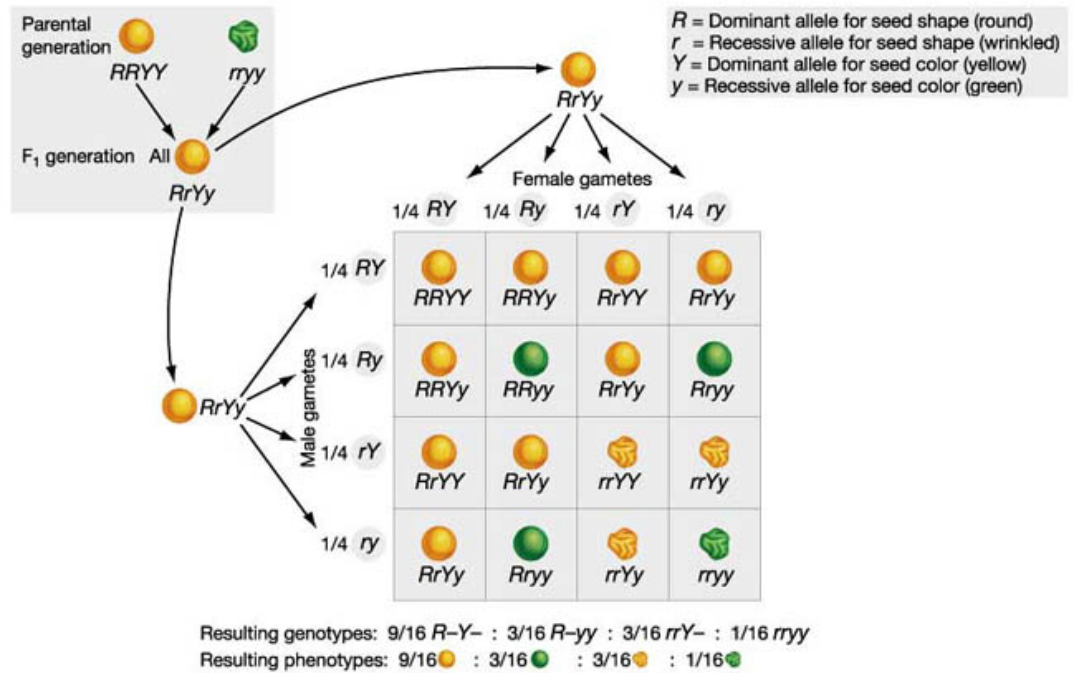 Parental
generation
RRYY rryy
F₁ generation All
RrYy
R = Dominant allele for seed shape (round)
r = Recessive allele for seed shape (wrinkled)
Y = Dominant allele for seed color (yellow)
y = Recessive allele for seed color (green)
RrYy
Female gametes
1/4 RY 1/4 Ry 1/4 rY 1/4 ry
RrYy
Male gametes
1/4 RY
RRYY RRYy RrYY RrYy
1/4 Ry
RRYy RRyy RrYy Rryy
1/4 rY
RrYY RrYy rrYY rrYy
1/4 ry
RrYy Rryy rrYy rryy
Resulting genotypes: 9/16 R–Y– : 3/16 R–yy : 3/16 rrY– : 1/16 rryy
Resulting phenotypes: 9/16 : 3/16 : 3/16 : 1/16